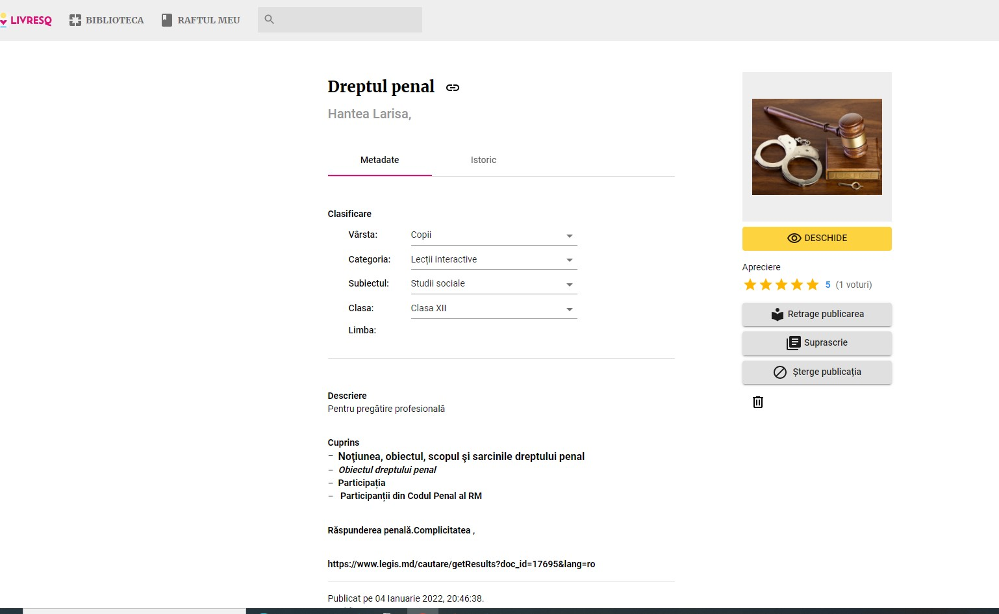 LIVRESQ BIBLIOTECA RAFTUL MEU
Dreptul penal
Hantea Larisa,
Metadate Istoric
Clasificare
Vârsta: Copii
Categoria: Lecții interactive
Subiectul: Studii sociale
Clasa: Clasa XII
Limba:
Descriere
Pentru pregătire profesională
Cuprins
– Noţiunea, obiectul, scopul şi sarcinile dreptului penal
– Obiectul dreptului penal
– Participația
– Participanții din Codul Penal al RM
Răspunderea penală.Complicitatea ,
https://www.legis.md/cautare/getResults?doc_id=17695&lang=ro
Publicat pe 04 Ianuarie 2022, 20:46:38.
DESCHIDE
Apreciere
5 (1 voturi)
Retrage publicarea
Suprascrie
Șterge publicația